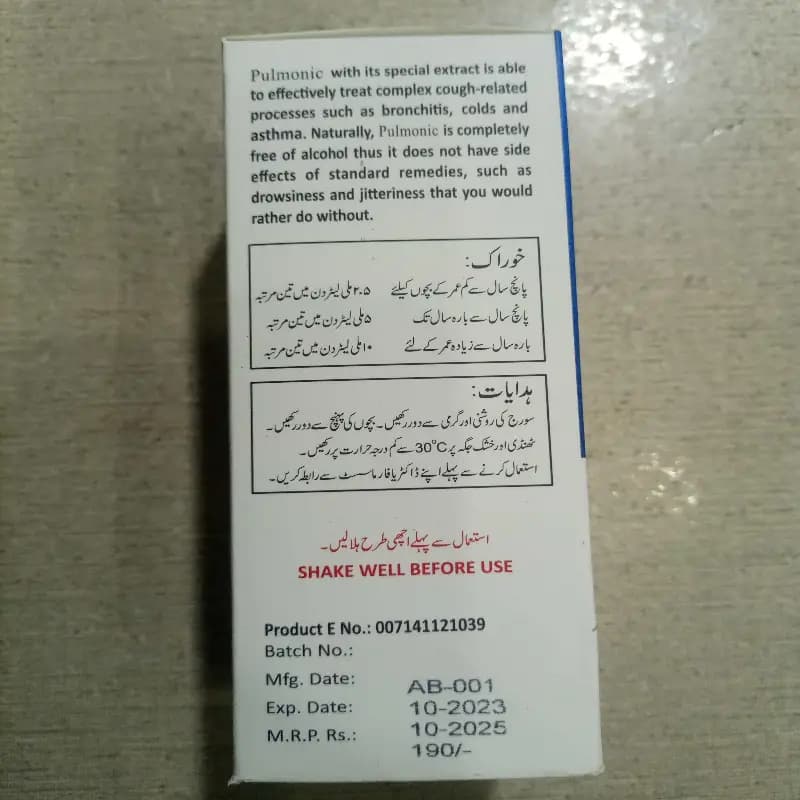 Pulmonic with its special extract is able
to effectively treat complex cough-related
processes such as bronchitis, colds and
asthma. Naturally, Pulmonic is completely
free of alcohol thus it does not have side
effects of standard remedies, such as
drowsiness and jitteriness that you would
rather do without.
خوراک:
پانچ سال سے کم عمر کے بچوں کیلئے ۲.۵ ملی لیٹر دن میں تین مرتبہ
پانچ سال سے بارہ سال تک ۵ ملی لیٹر دن میں تین مرتبہ
بارہ سال سے زیادہ عمر کے لئے ۱۰ ملی لیٹر دن میں تین مرتبہ
ہدایات:
سورج کی روشنی اور گرمی سے دور رکھیں۔ بچوں کی پہنچ سے دور رکھیں۔
ٹھنڈی اور خشک جگہ پر 30°C سے کم درجہ حرارت پر رکھیں۔
استعمال کرنے سے پہلے اپنے ڈاکٹر یا فارماسسٹ سے رابطہ کریں۔
استعمال سے پہلے اچھی طرح ہلا لیں۔
SHAKE WELL BEFORE USE
Product E No.: 007141121039
Batch No.:
Mfg. Date: AB-001
Exp. Date: 10-2023
M.R.P. Rs.: 10-2025
190/-